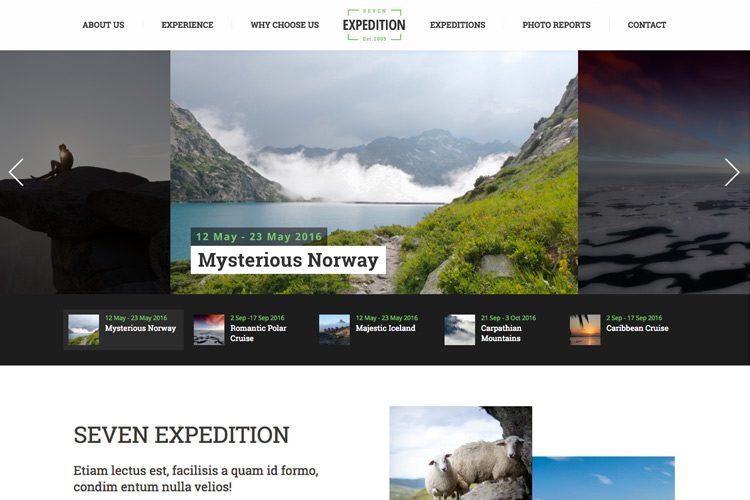 ABOUT US
EXPERIENCE
WHY CHOOSE US
SEVEN
EXPEDITION
Est.2005
EXPEDITIONS
PHOTO REPORTS
CONTACT
12 May - 23 May 2016
Mysterious Norway
12 May - 23 May 2016
Mysterious Norway
2 Sep -17 Sep 2016
Romantic Polar
Cruise
12 May - 23 May 2016
Majestic Iceland
21 Sep - 3 Oct 2016
Carpathian
Mountains
2 Sep - 17 Sep 2016
Caribbean Cruise
SEVEN EXPEDITION
Etiam lectus est, facilisis a quam id formo,
condim entum nulla velios!